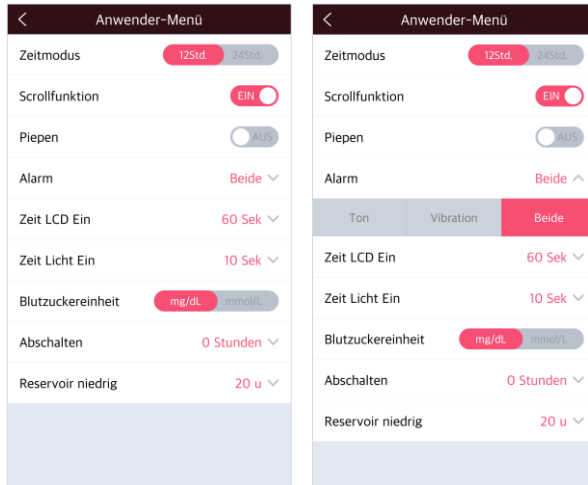 Anwender-Menü
Zeitmodus 12Std. 24Std.
Scrollfunktion EIN
Piepen AUS
Alarm Beide
Zeit LCD Ein 60 Sek
Zeit Licht Ein 10 Sek
Blutzuckereinheit mg/dL mmol/L
Abschalten 0 Stunden
Reservoir niedrig 20 u
Anwender-Menü
Zeitmodus 12Std. 24Std.
Scrollfunktion EIN
Piepen AUS
Alarm Beide
Ton Vibration Beide
Zeit LCD Ein 60 Sek
Zeit Licht Ein 10 Sek
Blutzuckereinheit mg/dL mmol/L
Abschalten 0 Stunden
Reservoir niedrig 20 u